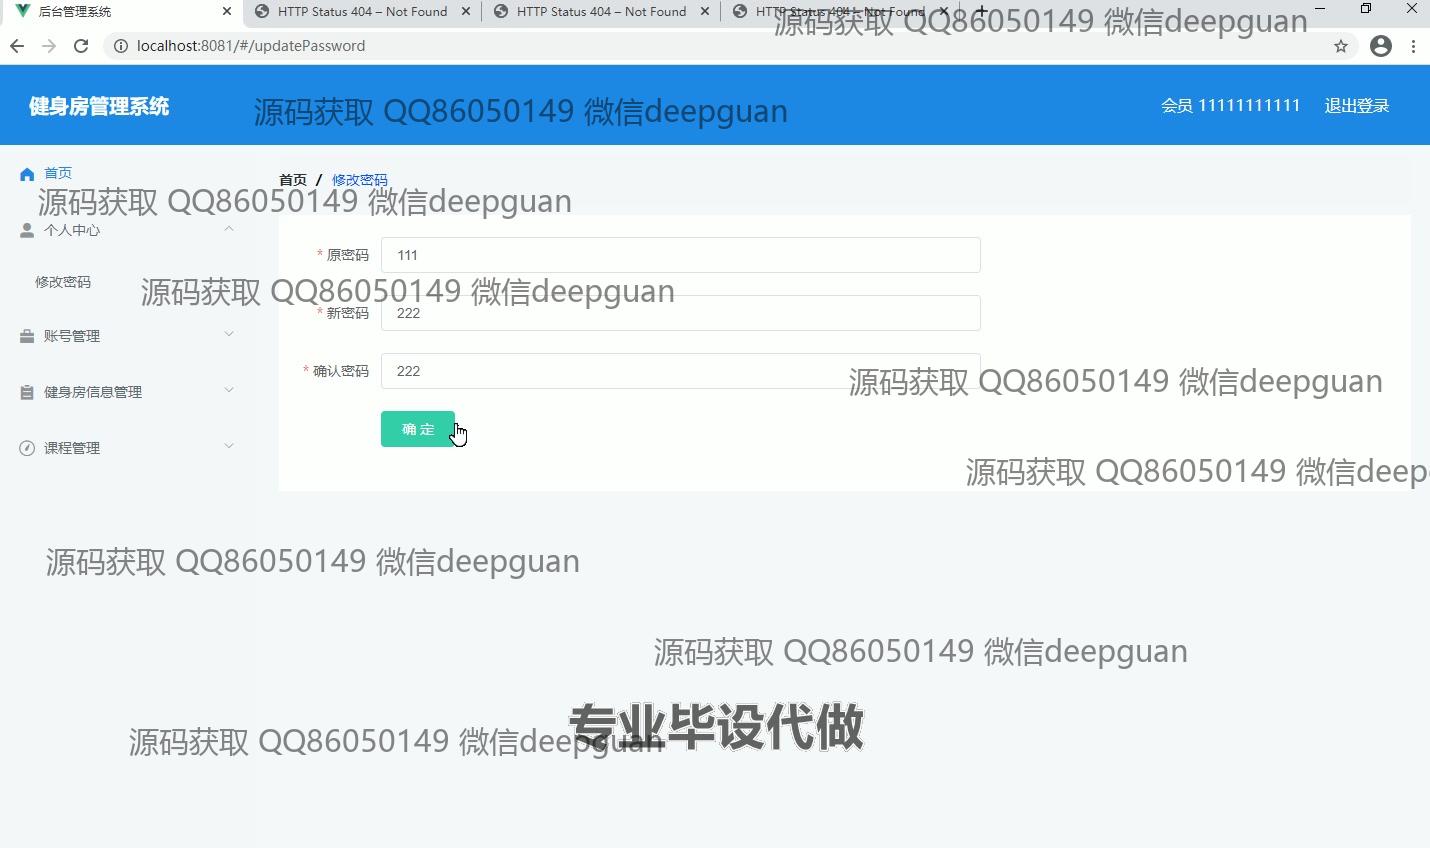 后台管理系统
HTTP Status 404 – Not Found
HTTP Status 404 – Not Found
HTTP Status 404 – Not Found
源码获取 QQ86050149 微信deepguan
localhost:8081/#/updatePassword
健身房管理系统
源码获取 QQ86050149 微信deepguan
会员 11111111111
退出登录
首页
首页 / 修改密码
源码获取 QQ86050149 微信deepguan
个人中心
* 原密码 111
修改密码
源码获取 QQ86050149 微信deepguan
* 新密码 222
账号管理
* 确认密码 222
源码获取 QQ86050149 微信deepguan
健身房信息管理
确 定
课程管理
源码获取 QQ86050149 微信deep
源码获取 QQ86050149 微信deepguan
源码获取 QQ86050149 微信deepguan
专业毕设代做
源码获取 QQ86050149 微信deepguan